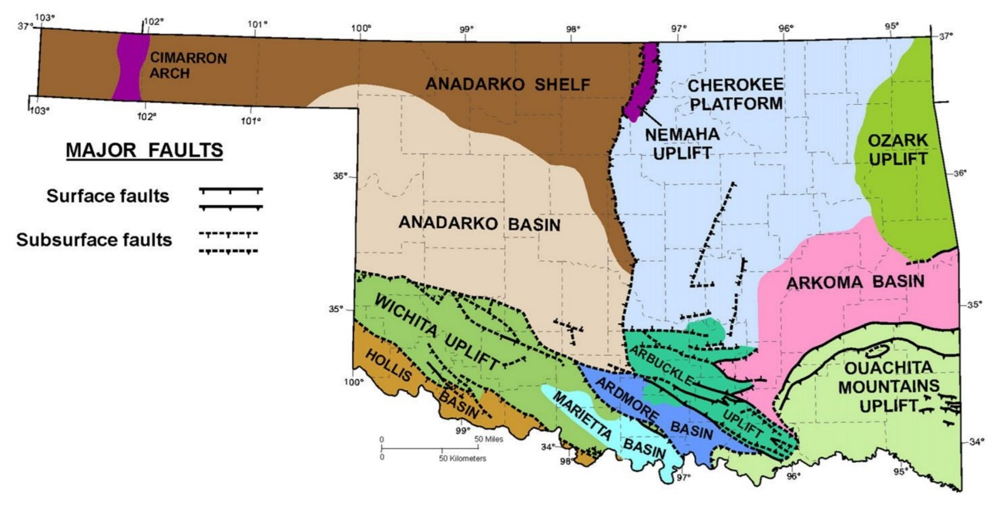 103°
102°
101°
100°
99°
98°
97°
96°
95°
37°
37°
CIMARRON
ARCH
ANADARKO SHELF
CHEROKEE
PLATFORM
NEMAHA
UPLIFT
OZARK
UPLIFT
103°
102°
101°
MAJOR FAULTS
Surface faults
Subsurface faults
36°
36°
ANADARKO BASIN
ARKOMA BASIN
35°
35°
WICHITA UPLIFT
HOLLIS
BASIN
ARBUCKLE
UPLIFT
ARDMORE
BASIN
MARIETTA
BASIN
OUACHITA
MOUNTAINS
UPLIFT
100°
99°
34°
98°
97°
96°
95°
34°
0 50 Miles
0 50 Kilometers